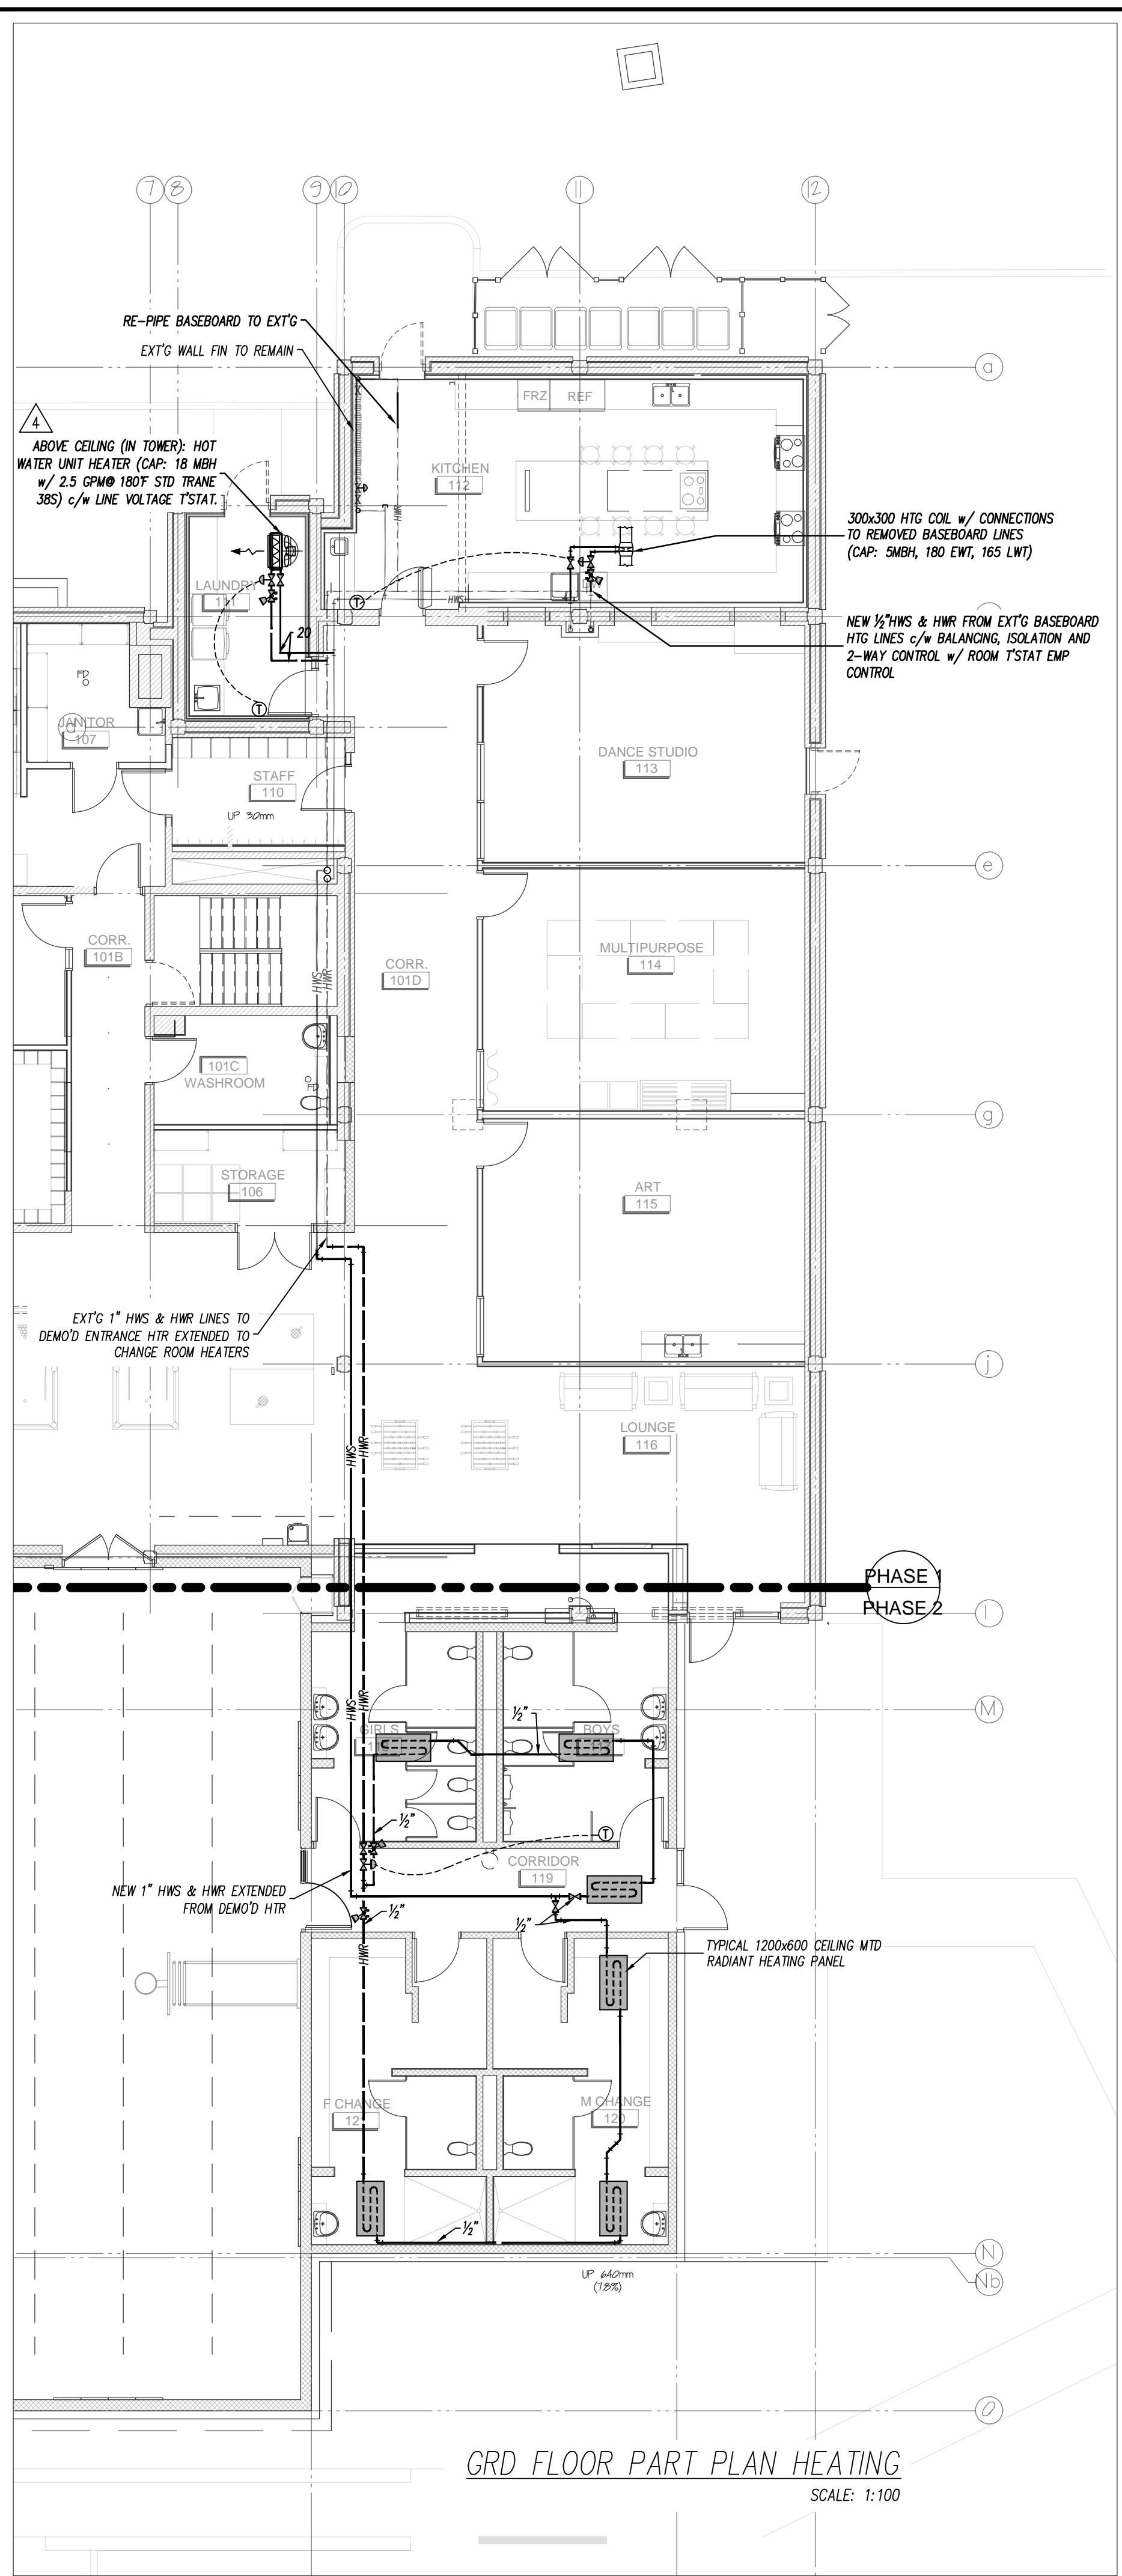 7
8
9
10
11
12
RE-PIPE BASEBOARD TO EXT'G
EXT'G WALL FIN TO REMAIN
a
4
ABOVE CEILING (IN TOWER): HOT
WATER UNIT HEATER (CAP: 18 MBH
w/ 2.5 GPM@ 180°F STD TRANE
38S) c/w LINE VOLTAGE T'STAT.
FRZ
REF
KITCHEN
112
HWR
300x300 HTG COIL w/ CONNECTIONS
TO REMOVED BASEBOARD LINES
(CAP: 5MBH, 180 EWT, 165 LWT)
LAUNDRY
111
T
HWS
NEW ½"HWS & HWR FROM EXT'G BASEBOARD
HTG LINES c/w BALANCING, ISOLATION AND
2-WAY CONTROL w/ ROOM T'STAT EMP
CONTROL
20
T
FD
JANITOR
107
d
DANCE STUDIO
113
STAFF
110
UP 30mm
e
CORR.
101B
MULTIPURPOSE
114
CORR.
101D
HWS
HWR
101C
WASHROOM
FD
g
STORAGE
106
ART
115
EXT'G 1" HWS & HWR LINES TO
DEMO'D ENTRANCE HTR EXTENDED TO
CHANGE ROOM HEATERS
j
LOUNGE
116
HWS
HWR
PHASE 1
PHASE 2
l
HWS
HWR
M
GIRLS
BOYS
½"
½"
T
CORRIDOR
119
NEW 1" HWS & HWR EXTENDED
FROM DEMO'D HTR
½"
½"
HWR
TYPICAL 1200x600 CEILING MTD
RADIANT HEATING PANEL
F CHANGE
12
M CHANGE
120
½"
N
Nb
UP 640mm
(7.8%)
O
GRD FLOOR PART PLAN HEATING
SCALE: 1:100